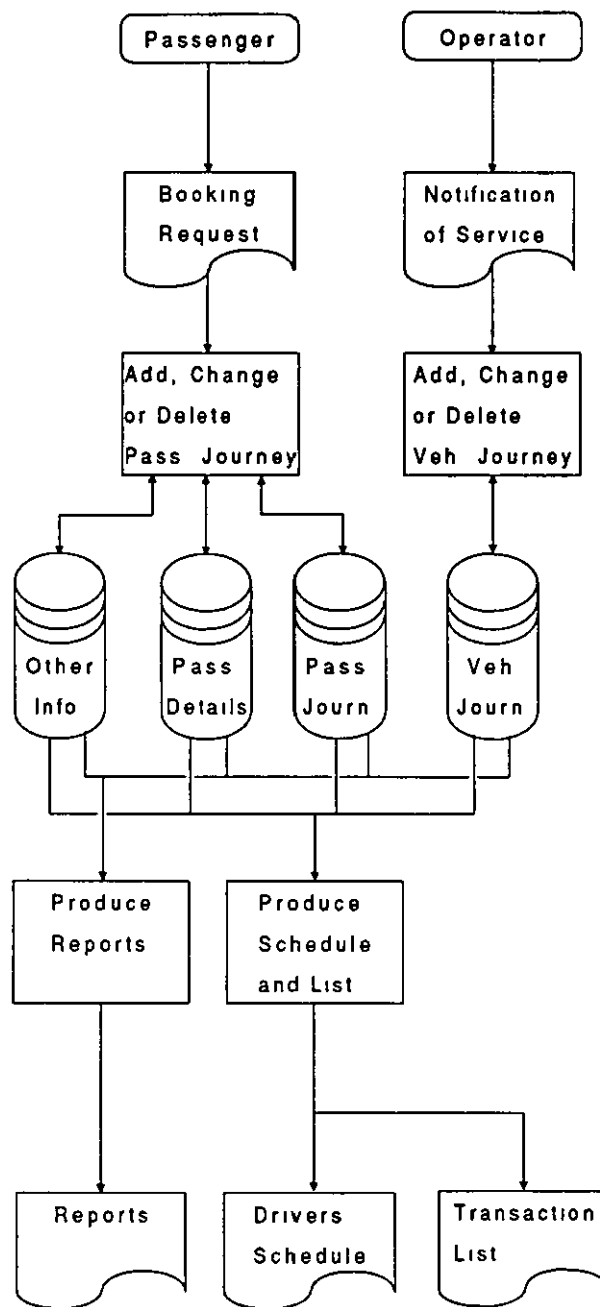 Passenger
Operator
Booking
Request
Notification
of Service
Add, Change
or Delete
Pass Journey
Add, Change
or Delete
Veh Journey
Other
Info
Pass
Details
Pass
Journ
Veh
Journ
Produce
Reports
Produce
Schedule
and List
Reports
Drivers
Schedule
Transaction
List